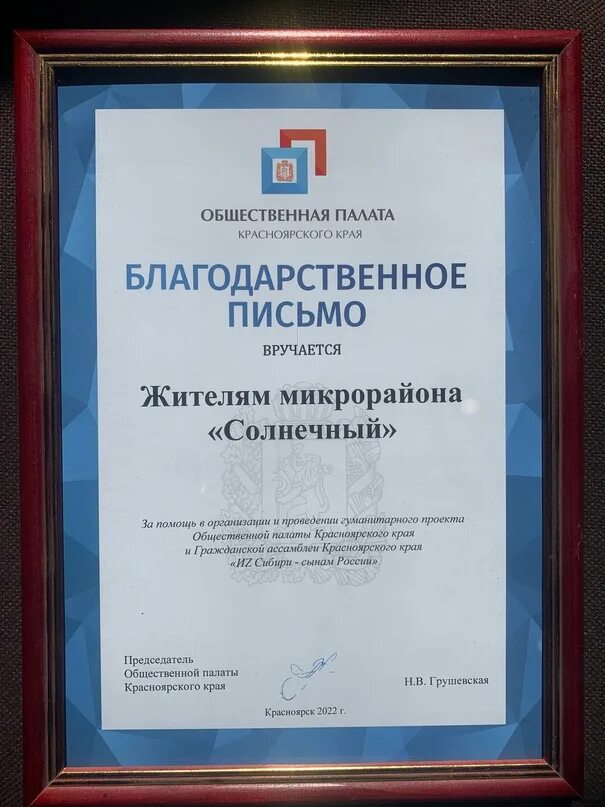 ОБЩЕСТВЕННАЯ ПАЛАТА
КРАСНОЯРСКОГО КРАЯ
БЛАГОДАРСТВЕННОЕ
ПИСЬМО
ВРУЧАЕТСЯ
Жителям микрорайона
«Солнечный»
За помощь в организации и проведении гуманитарного проекта
Общественной палаты Красноярского края
и Гражданской ассамблеи Красноярского края
«ИZ Сибири - сынам России»
Председатель
Общественной палаты
Красноярского края
Н.В. Грушевская
Красноярск 2022 г.